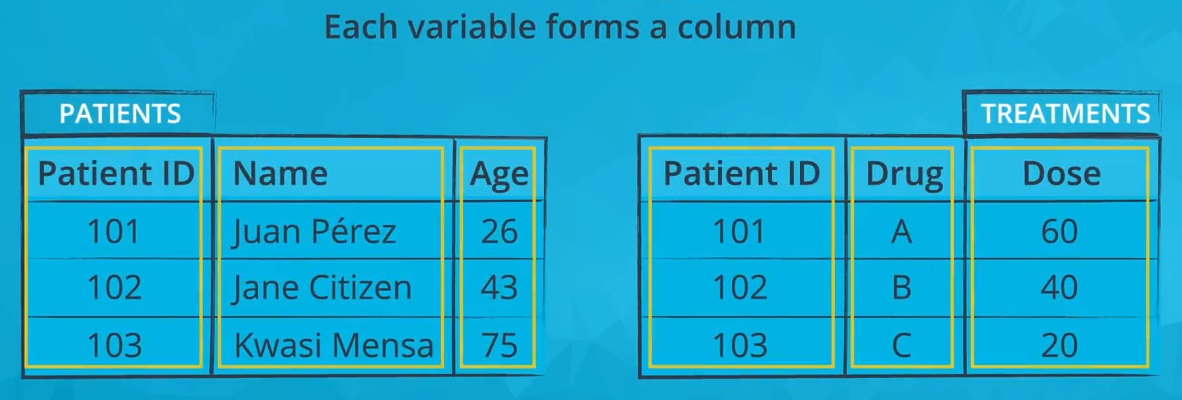 Each variable forms a column
PATIENTS
Patient ID Name Age
101 Juan Pérez 26
102 Jane Citizen 43
103 Kwasi Mensa 75
TREATMENTS
Patient ID Drug Dose
101 A 60
102 B 40
103 C 20